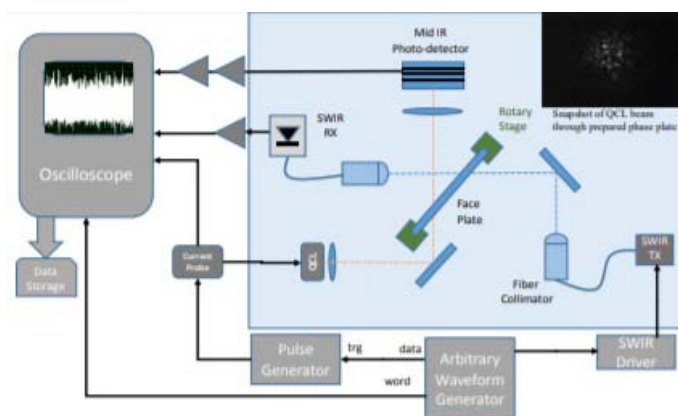 Mid IR
Photo-detector
SWIR
RX
Rotary
Stage
Snapshot of QCL beam
through prepared phase plate
Oscilloscope
Face
Plate
Data
Storage
Current
Probe
QCL
Fiber
Collimator
SWIR
TX
Pulse
Generator
trg
data
word
Arbitrary
Waveform
Generator
SWIR
Driver